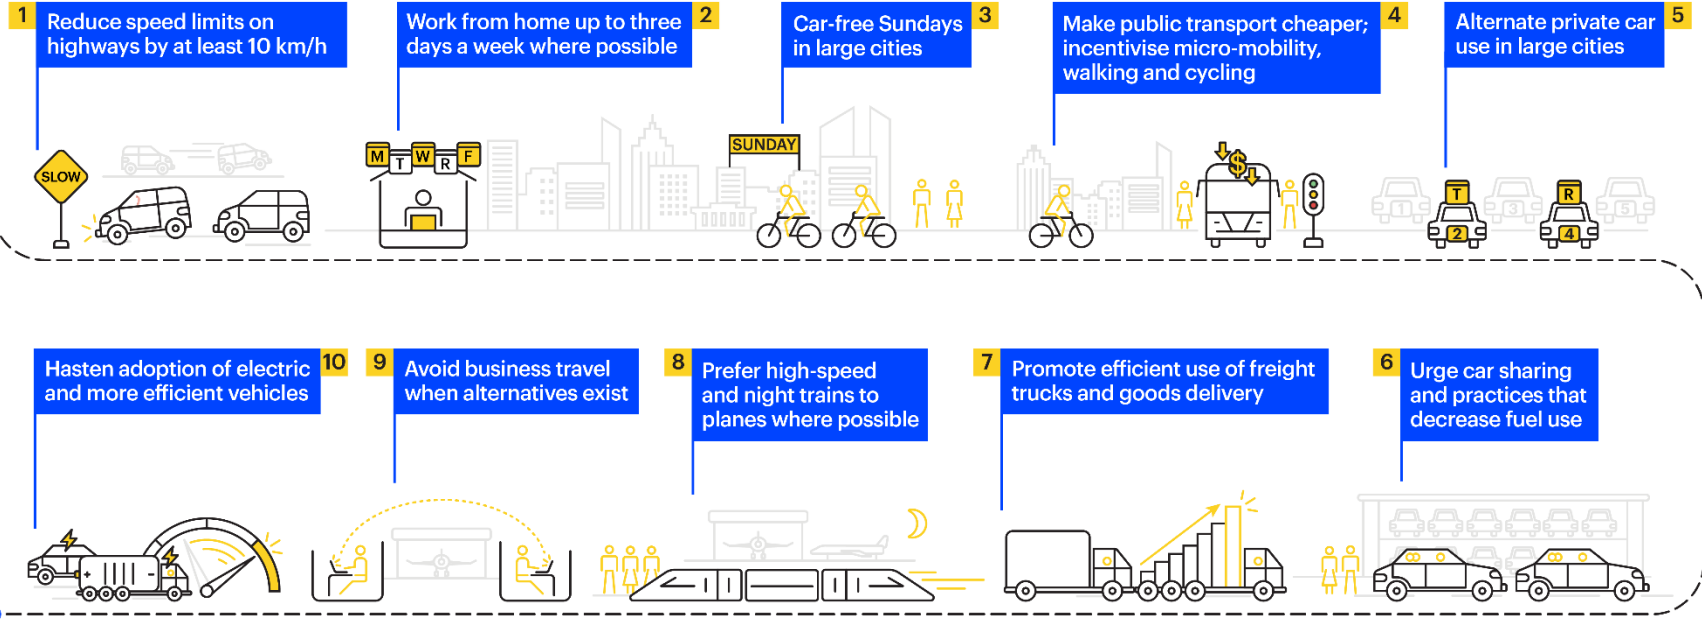 1
Reduce speed limits on
highways by at least 10 km/h
Work from home up to three
days a week where possible
2
Car-free Sundays
in large cities
3
Make public transport cheaper;
incentivise micro-mobility,
walking and cycling
4
Alternate private car
use in large cities
5
SLOW
M T W R F
SUNDAY
$
T
R
1
2
3
4
5
Hasten adoption of electric
and more efficient vehicles
10
9
Avoid business travel
when alternatives exist
8
Prefer high-speed
and night trains to
planes where possible
7
Promote efficient use of freight
trucks and goods delivery
6
Urge car sharing
and practices that
decrease fuel use
+ -